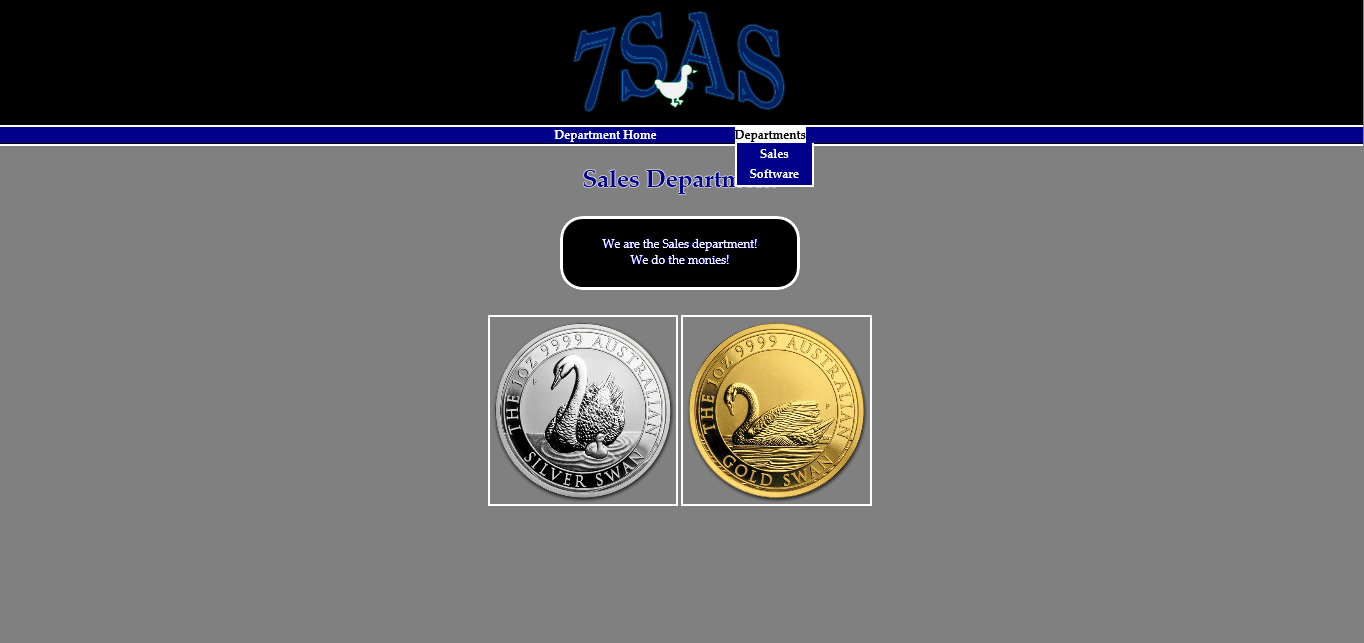 7SAS
Department Home
Departments
Sales
Software
Sales Departm
We are the Sales department!
We do the monies!
THE 1OZ 9999 AUSTRALIAN
SILVER SWAN
P
THE 1OZ 9999 AUSTRALIAN
GOLD SWAN
P